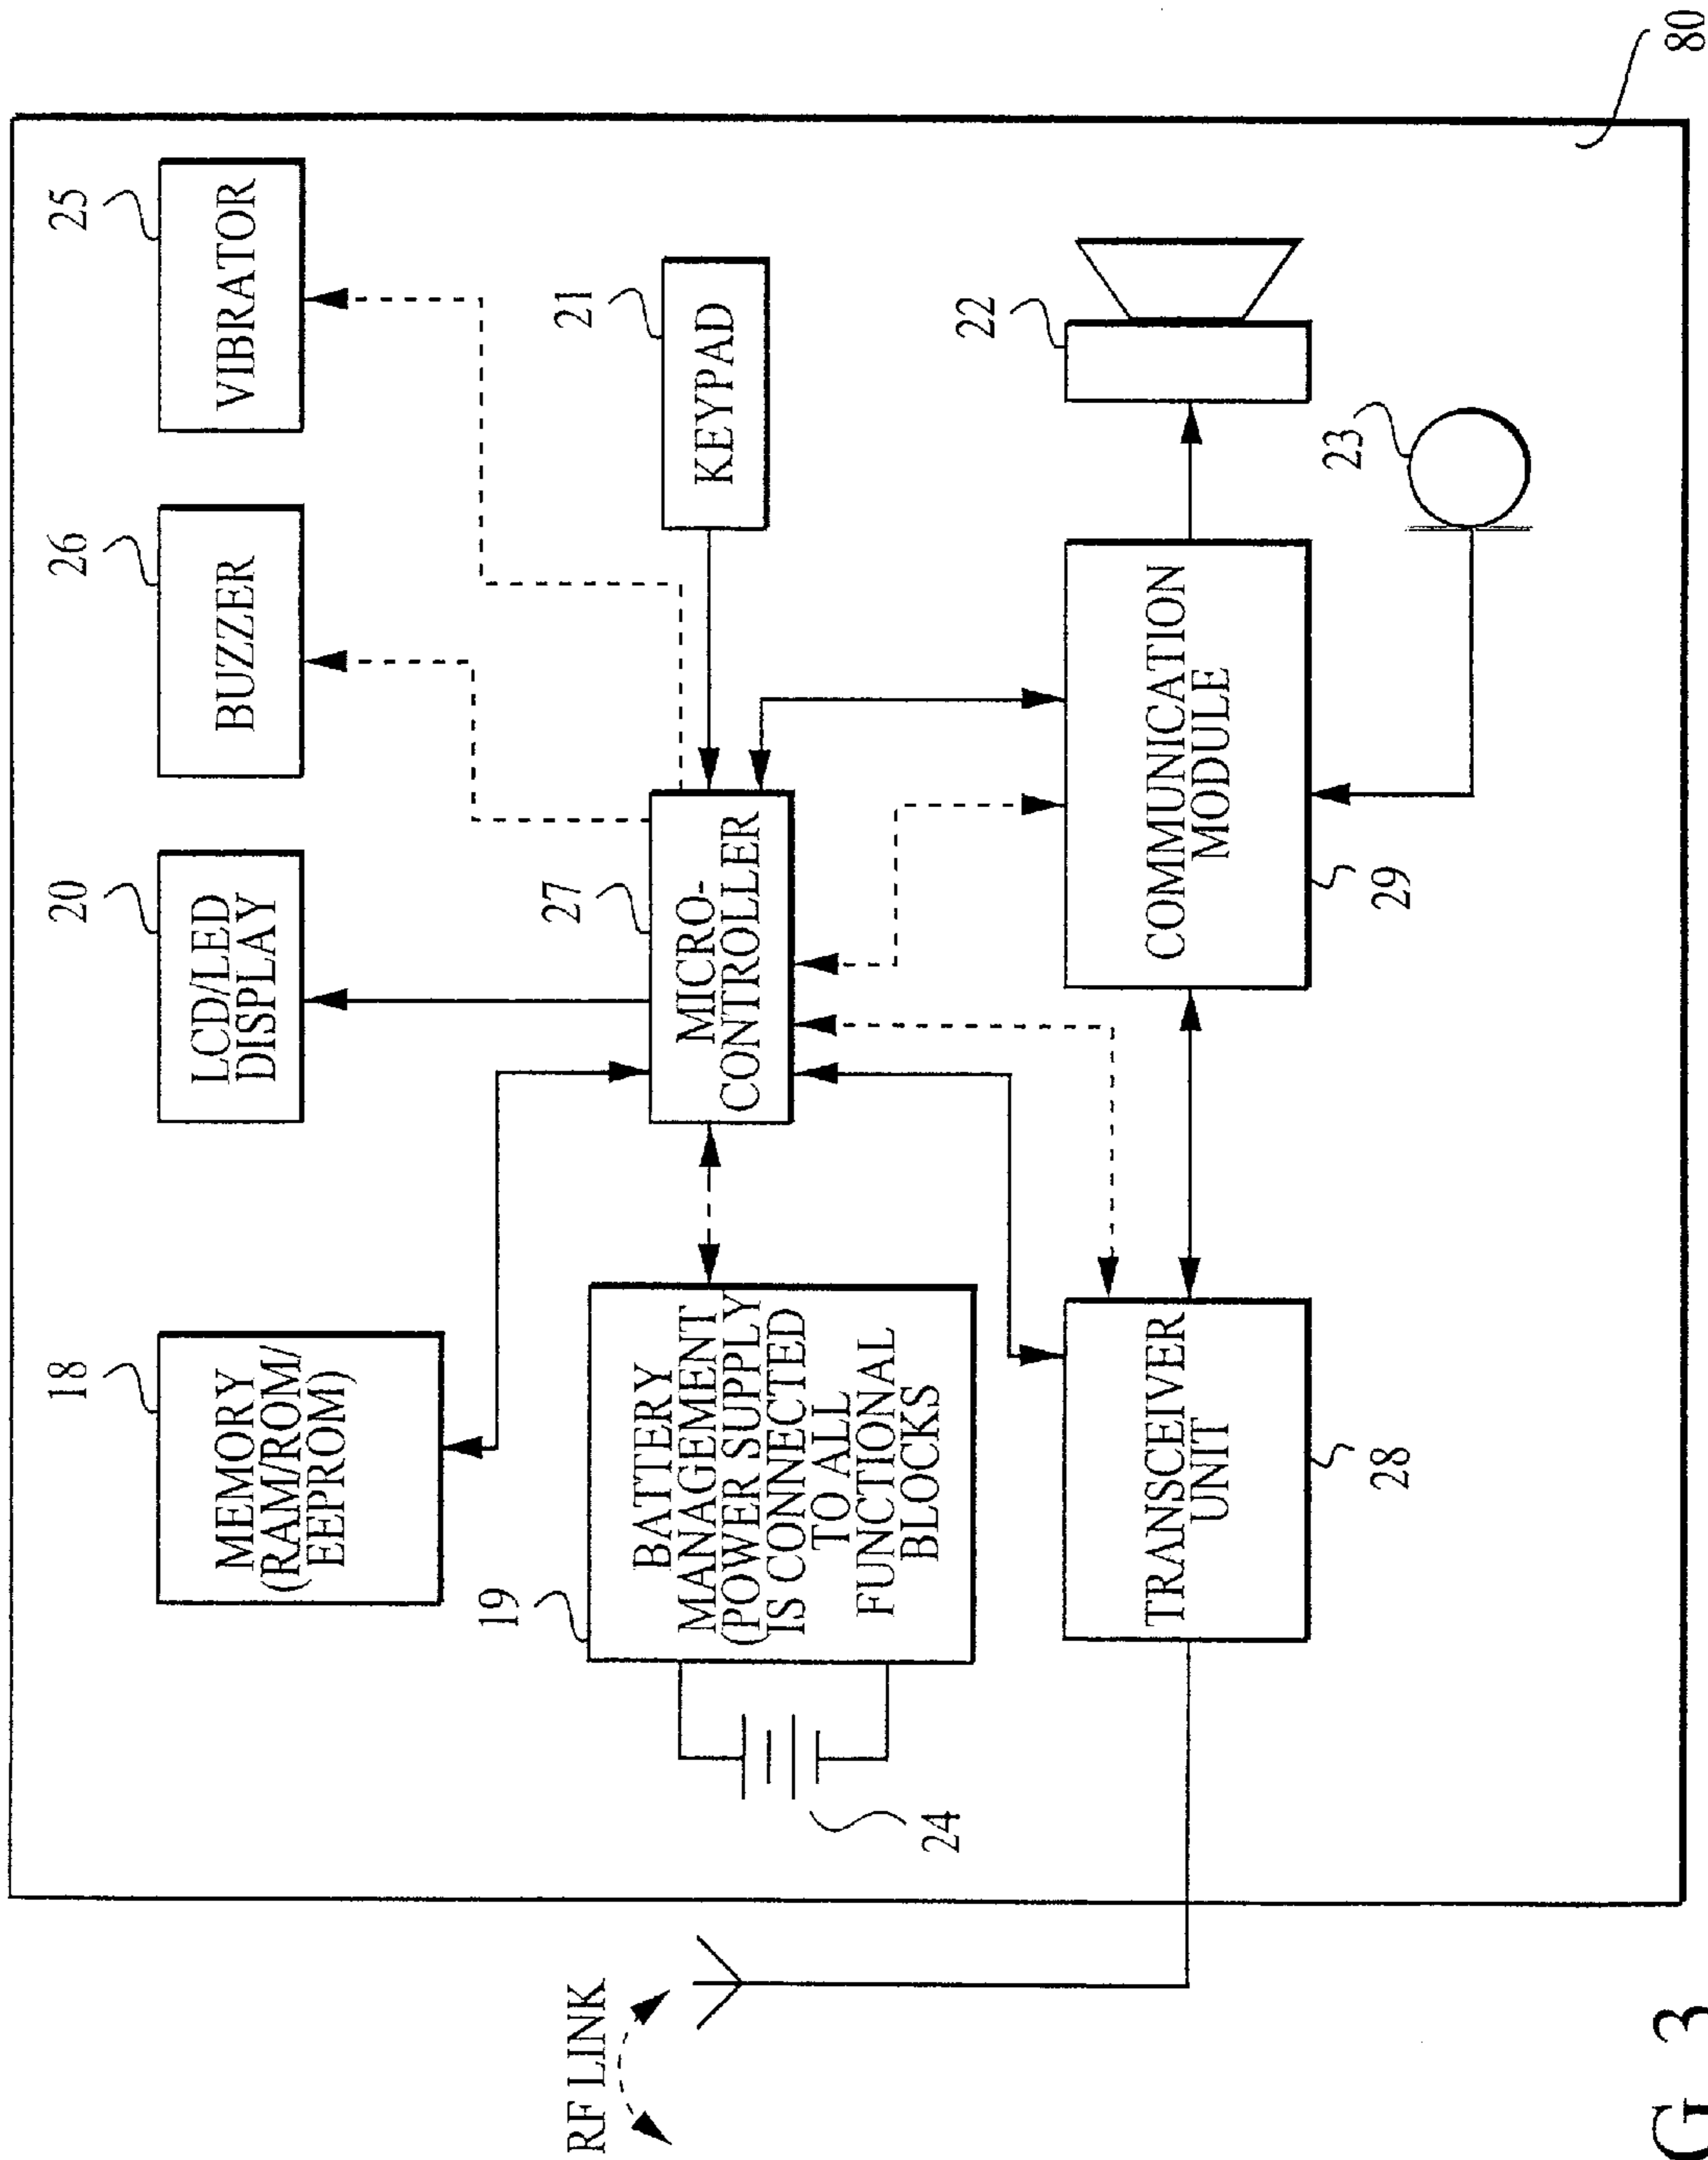 18
MEMORY
(RAM/ROM/
EEPROM)
20
LCD/LED
DISPLAY
26
BUZZER
25
VIBRATOR
RF LINK
19
BATTERY
MANAGEMENT
(POWER SUPPLY
IS CONNECTED
TO ALL
FUNCTIONAL
BLOCKS
24
27
MICRO-
CONTROLLER
21
KEYPAD
TRANSCEIVER
UNIT
28
COMMUNICATION
MODULE
29
22
23
80
G 3